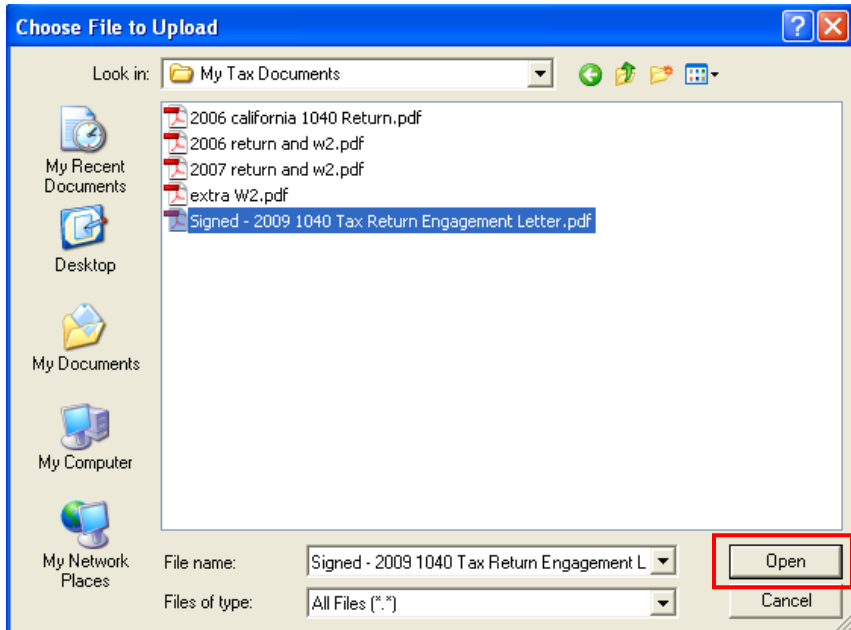 Choose File to Upload
Look in: My Tax Documents
2006 california 1040 Return.pdf
2006 return and w2.pdf
2007 return and w2.pdf
extra W2.pdf
Signed - 2009 1040 Tax Return Engagement Letter.pdf
My Recent
Documents
Desktop
My Documents
My Computer
My Network
Places
File name: Signed - 2009 1040 Tax Return Engagement L Open
Files of type: All Files (*.*) Cancel